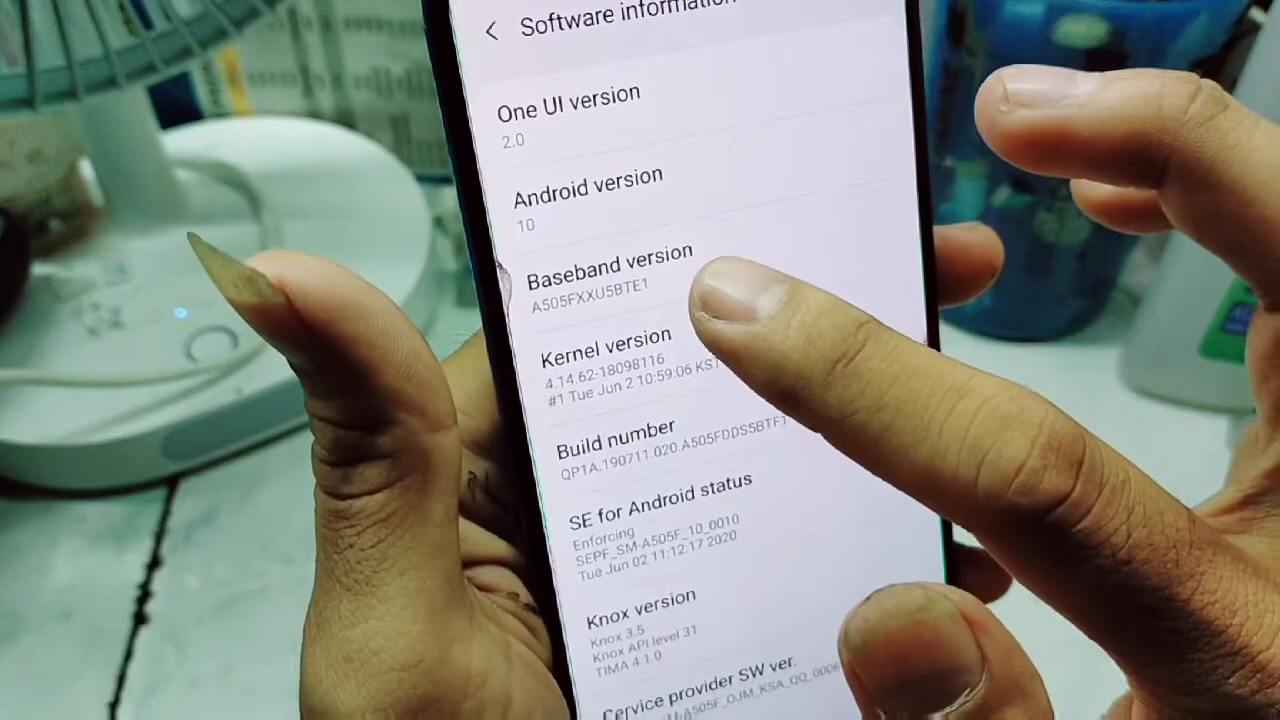 Software information
One UI version
2.0
Android version
10
Baseband version
A505FXXU5BTE1
Kernel version
4.14.62-18098116
#1 Tue Jun 2 10:59:06 KST
Build number
QP1A.190711.020.A505FDDS5BTF1
SE for Android status
Enforcing
SEPF_SM-A505F_10_0010
Tue Jun 02 11:12:17 2020
Knox version
Knox 3.5
Knox API level 31
TIMA 4.1.0
Service provider SW ver.
A505F_OJM_KSA_QQ_0006